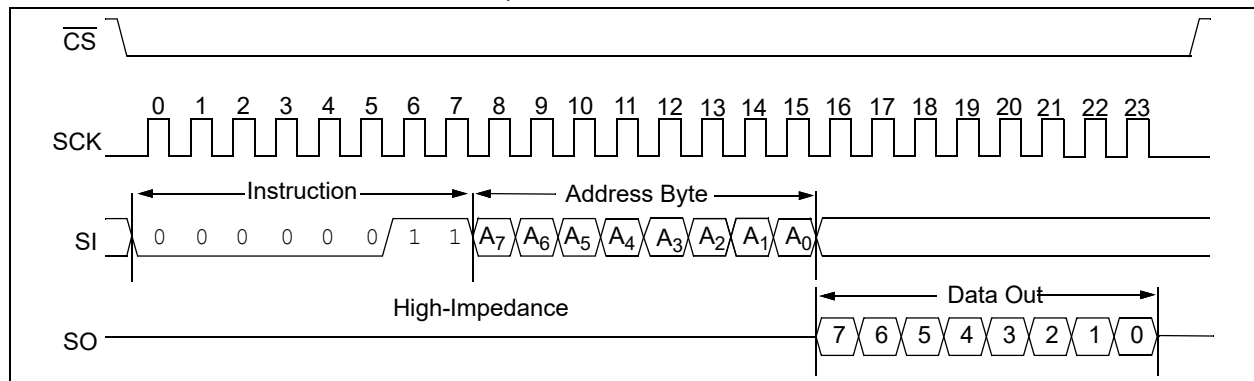 CS
0 1 2 3 4 5 6 7 8 9 10 11 12 13 14 15 16 17 18 19 20 21 22 23
SCK
Instruction Address Byte
SI 0 0 0 0 0 0 1 1 A7 A6 A5 A4 A3 A2 A1 A0
High-Impedance Data Out
SO 7 6 5 4 3 2 1 0